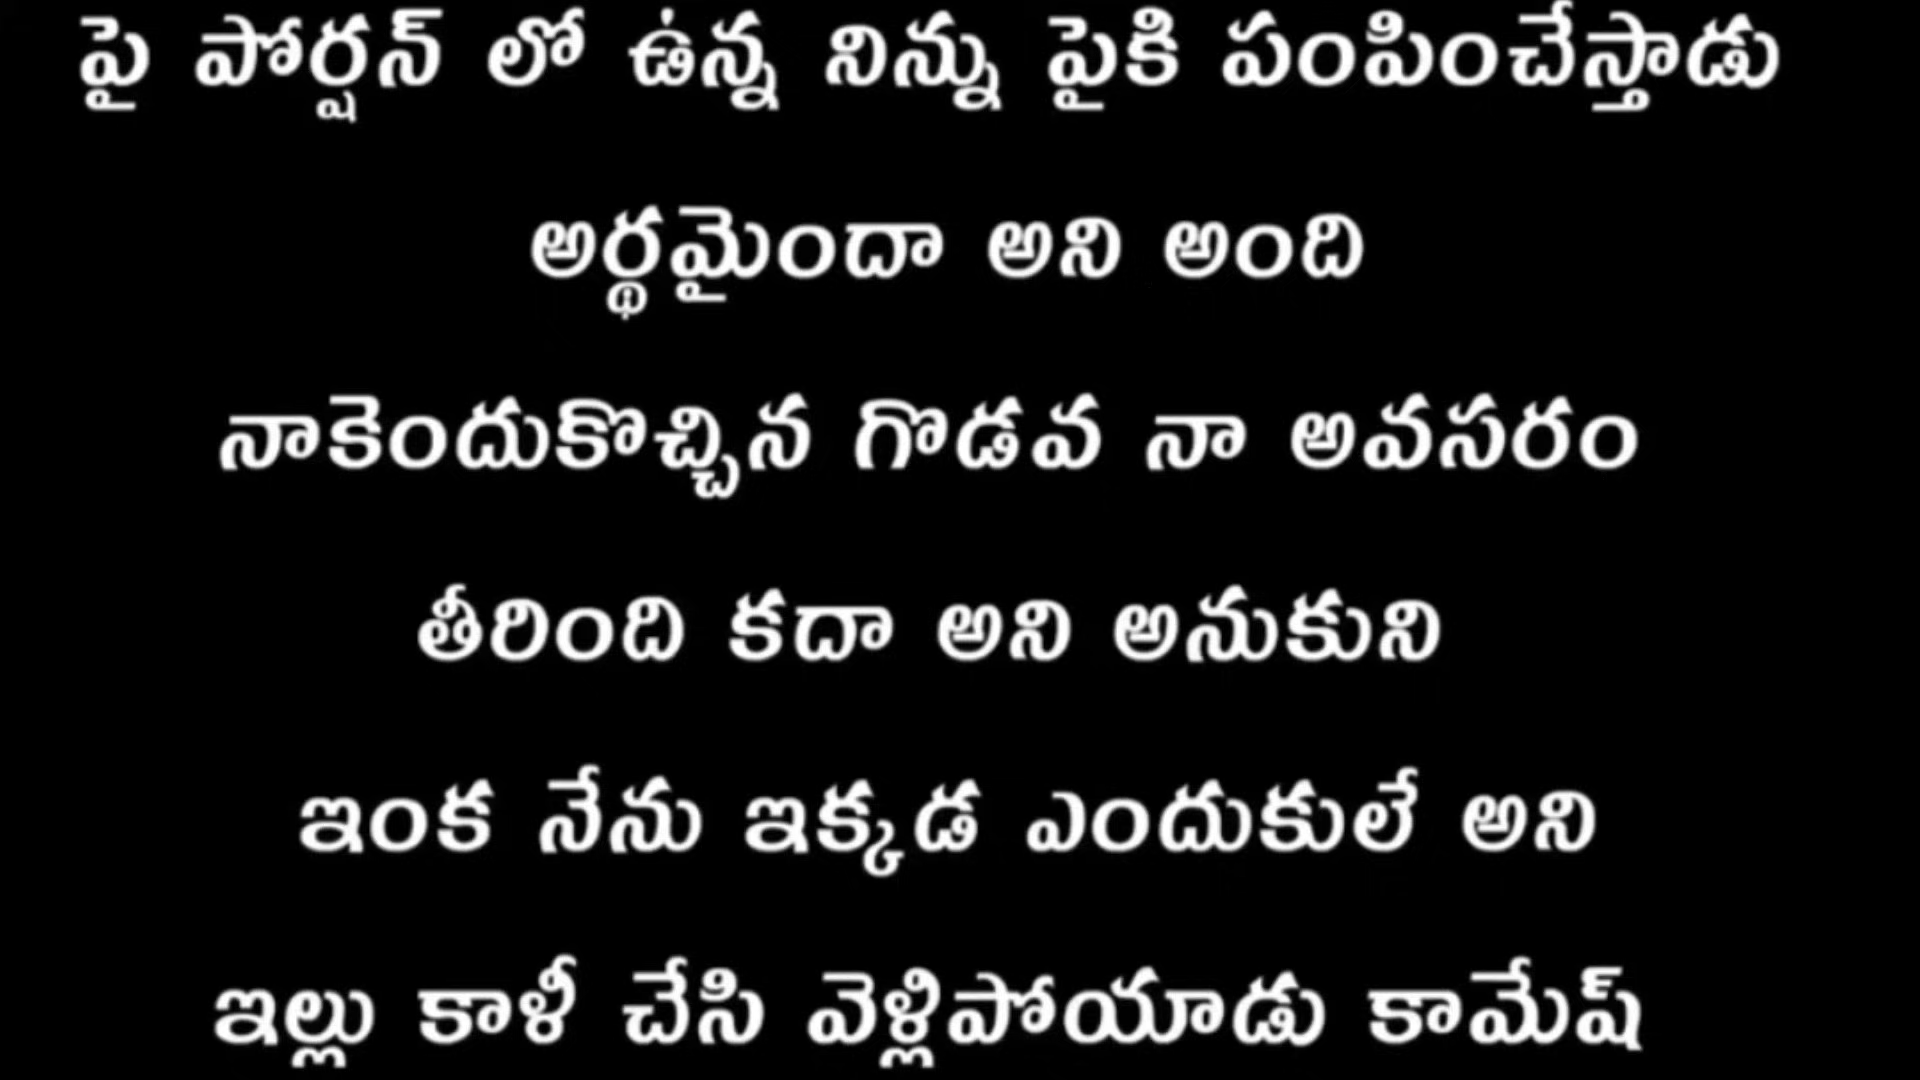 పై పోర్షన్ లో ఉన్న నిన్ను పైకి పంపించేస్తాడు
అర్థమైందా అని అంది
నాకెందుకొచ్చిన గొడవ నా అవసరం
తీరింది కదా అని అనుకుని
ఇంక నేను ఇక్కడ ఎందుకులే అని
ఇల్లు కాళీ చేసి వెళ్లిపోయాడు కామేష్